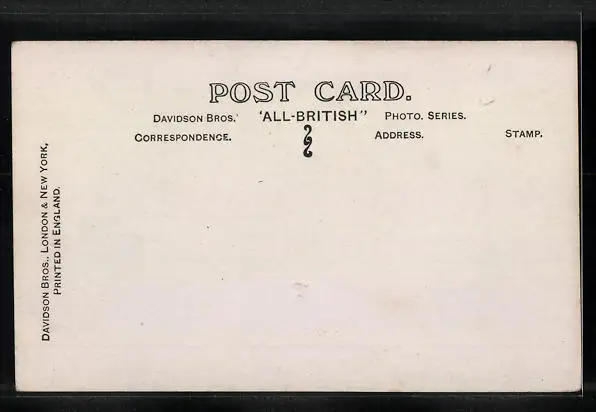 POST CARD.
DAVIDSON BROS. 'ALL-BRITISH" PHOTO. SERIES.
CORRESPONDENCE. ADDRESS. STAMP.
DAVIDSON BROS., LONDON & NEW YORK,
PRINTED IN ENGLAND.